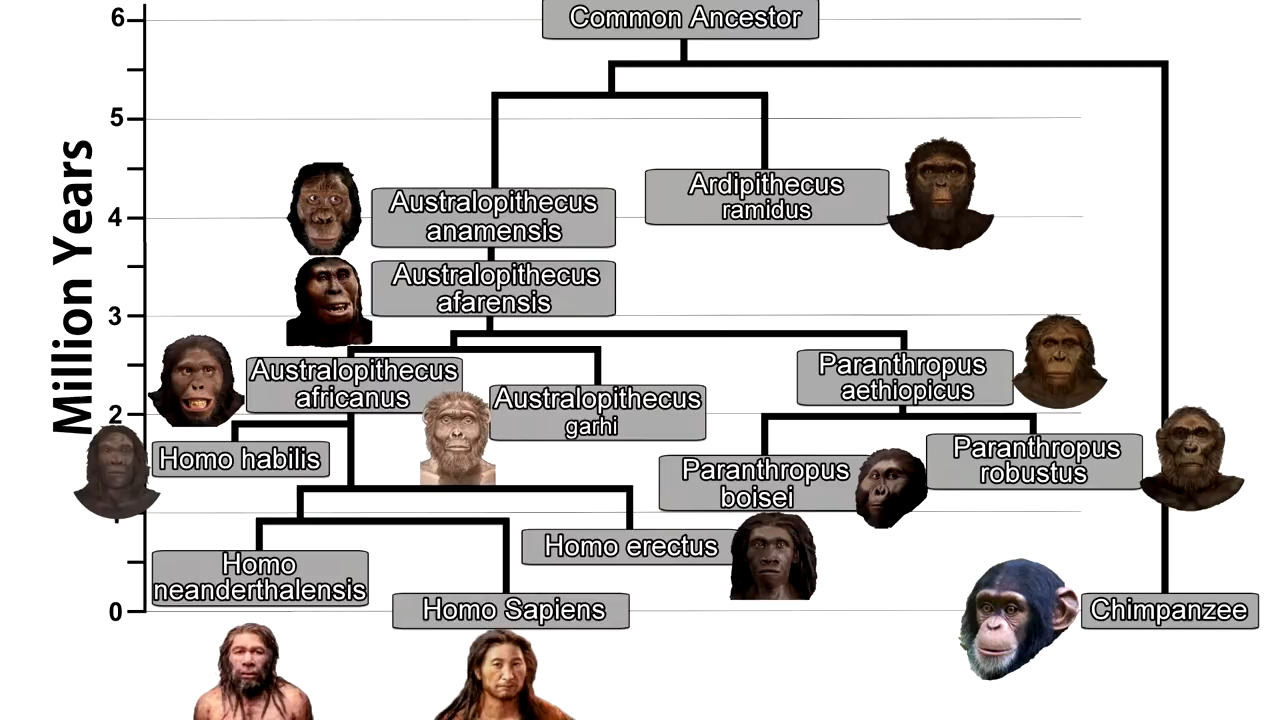 6
Common Ancestor
5
Million Years
Ardipithecus
ramidus
Australopithecus
anamensis
4
Australopithecus
afarensis
3
Australopithecus
africanus
Paranthropus
aethiopicus
Australopithecus
garhi
2
Homo habilis
Paranthropus
robustus
Paranthropus
boisei
Homo erectus
Homo
neanderthalensis
0
Homo Sapiens
Chimpanzee